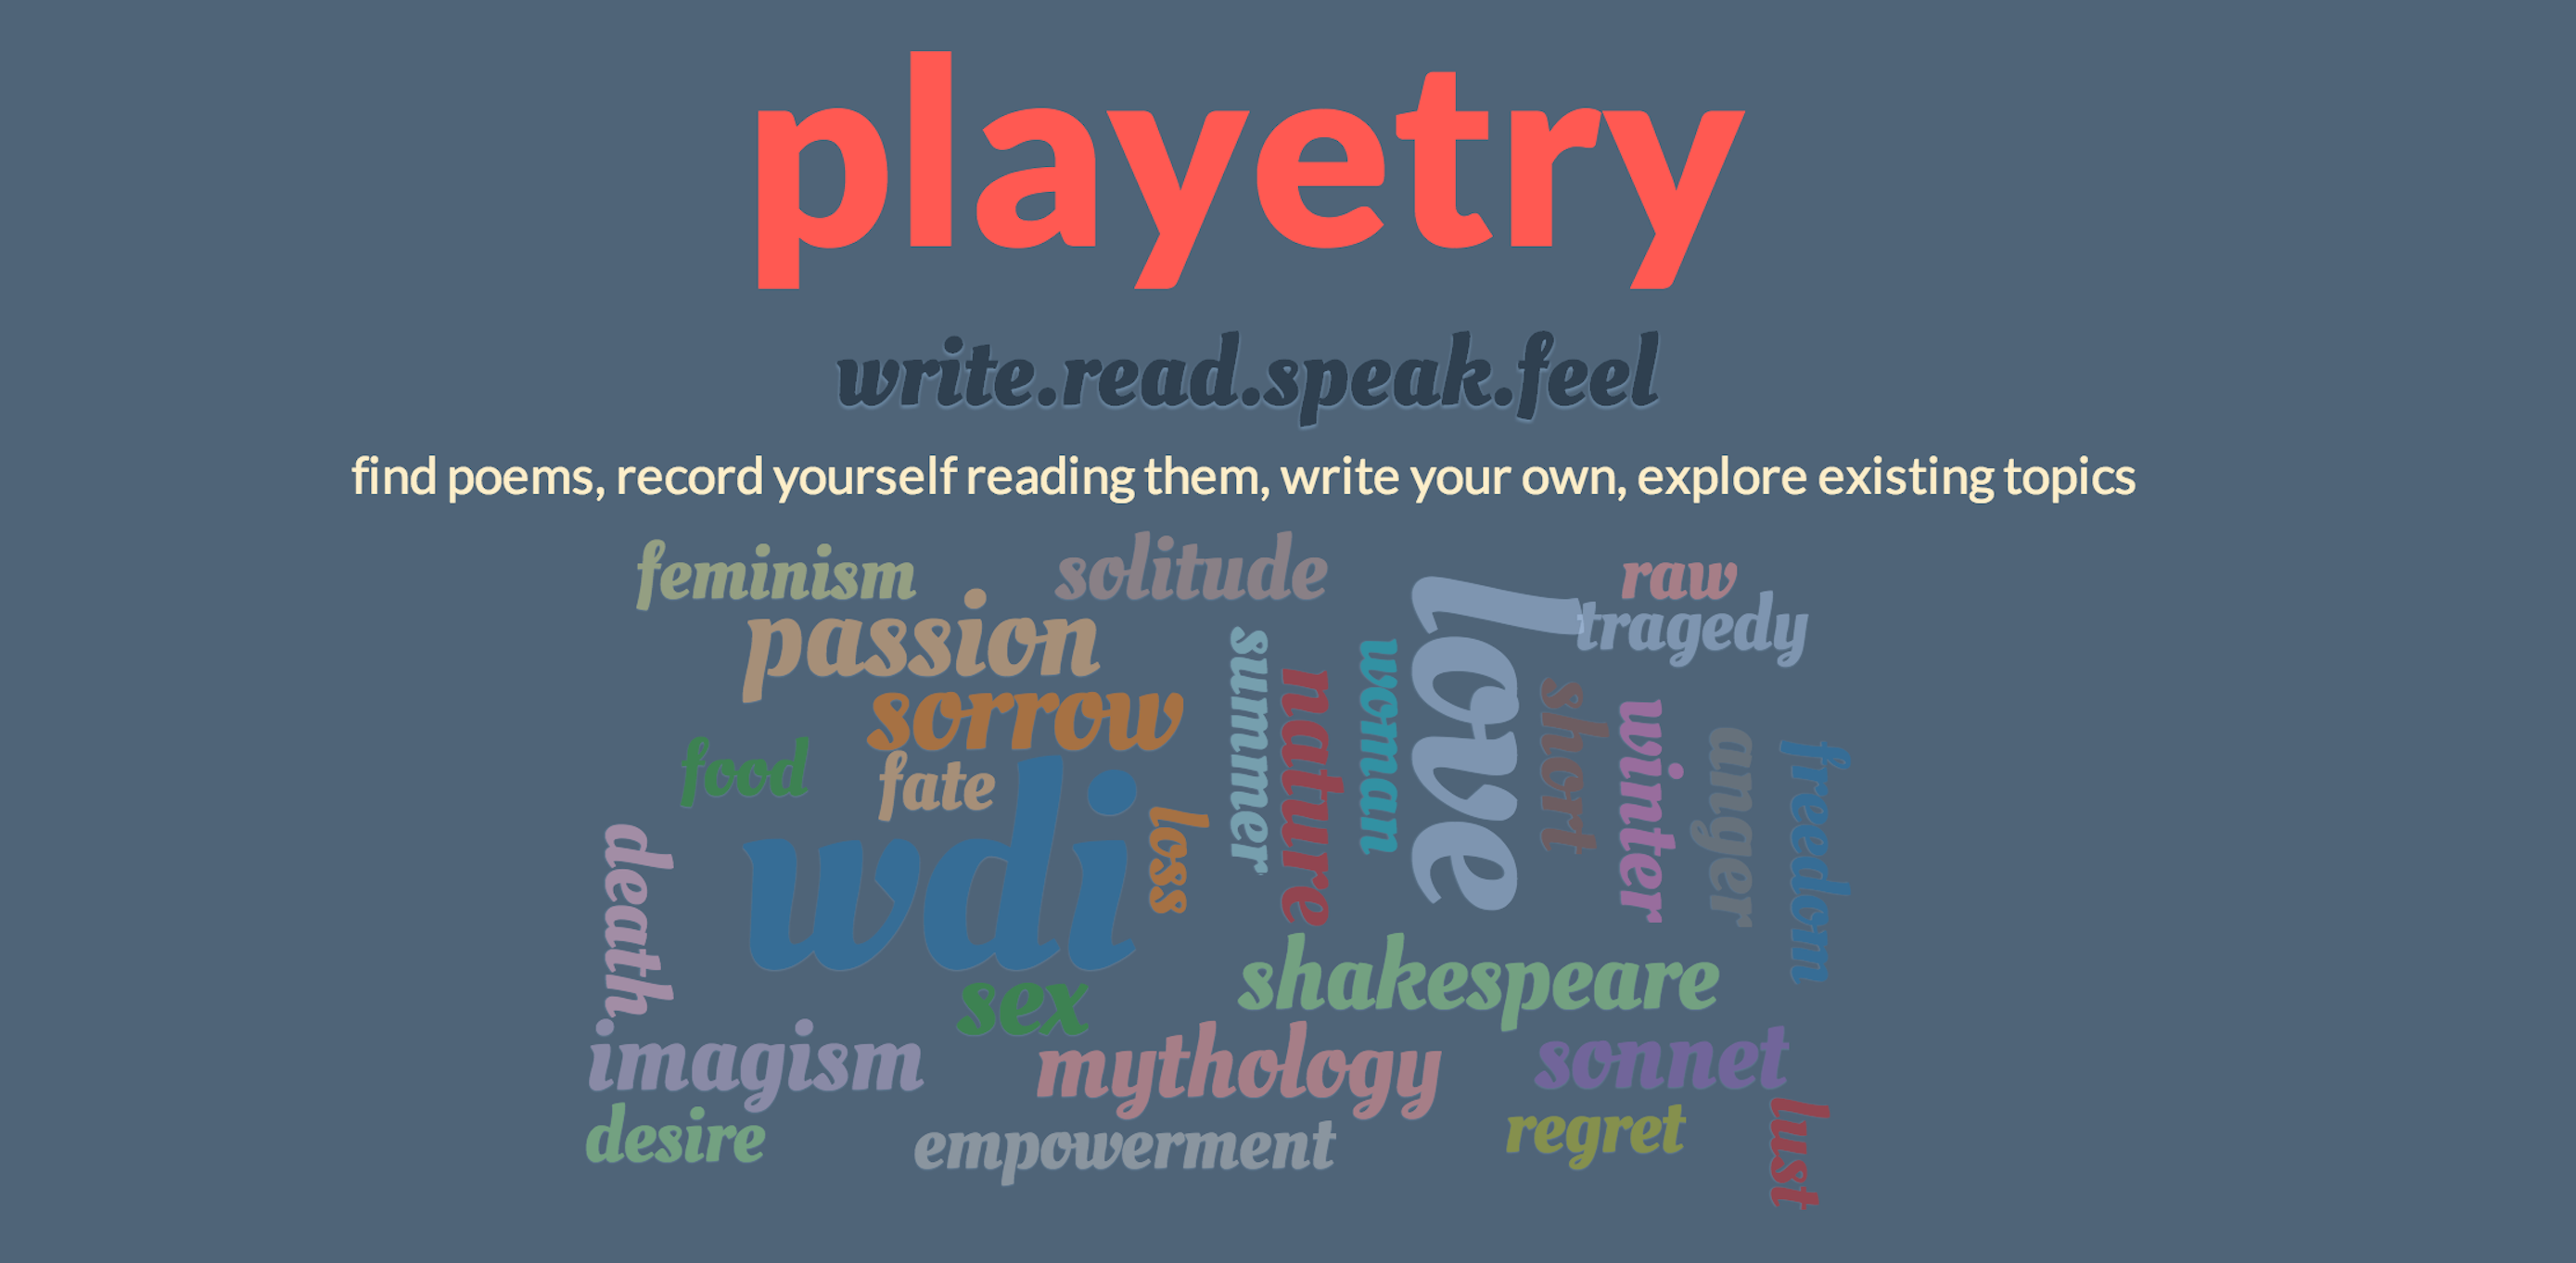 playetry
write.read.speak.feel
find poems, record yourself reading them, write your own, explore existing topics
feminism
solitude
raw
tragedy
love
passion
summer
woman
nature
short
sorrow
winter
anger
freedom
food
fate
wdi
loss
death
shakespeare
sex
imagism
mythology
sonnet
desire
empowerment
regret
lust